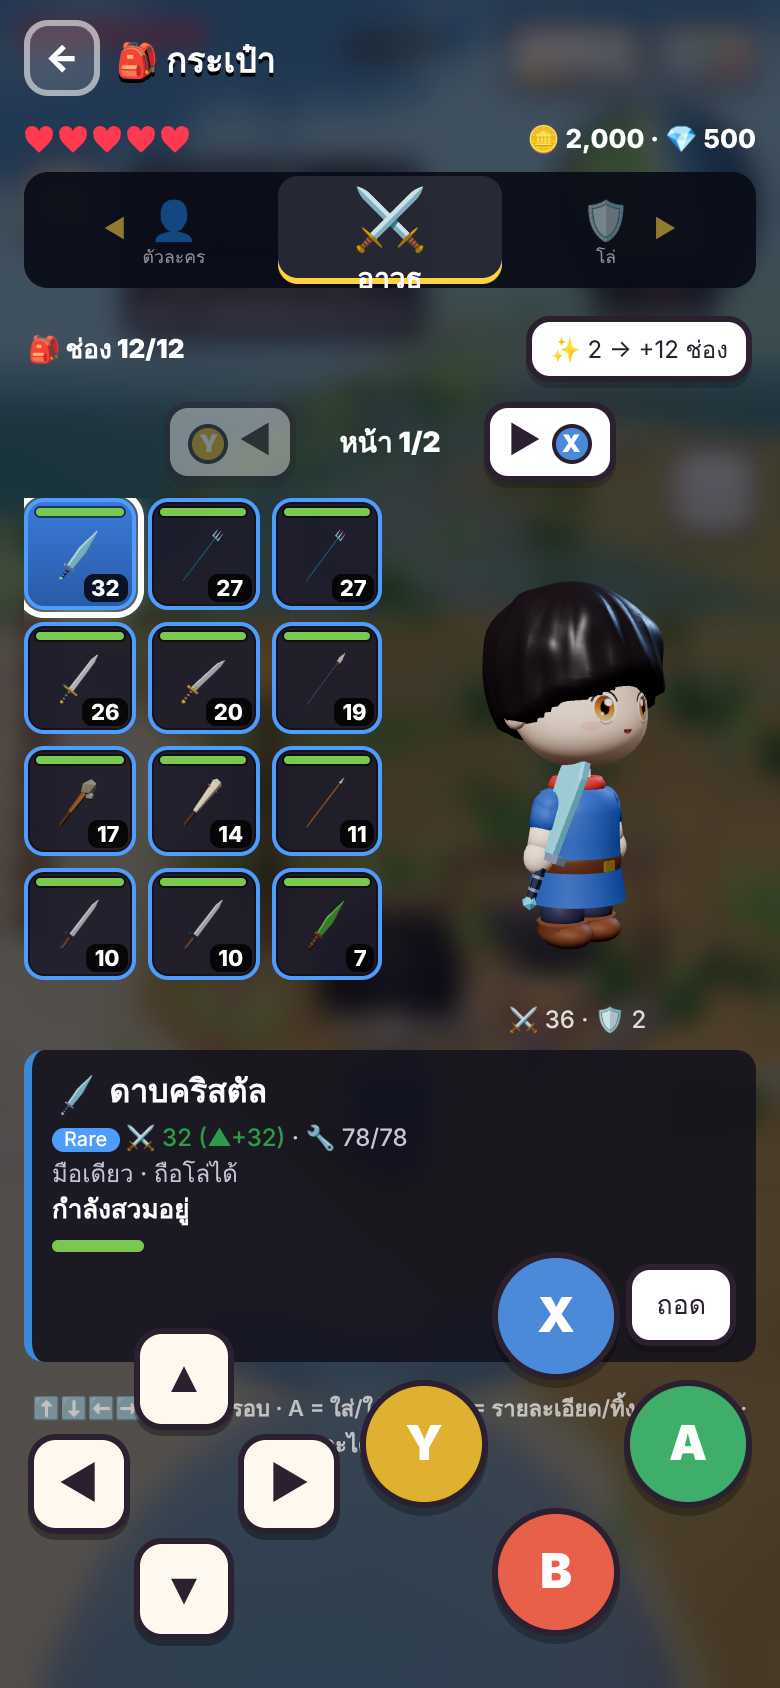 กระเป๋า
2,000 · 500
ตัวละคร
อาวุธ
โล่
ช่อง 12/12
2 → +12 ช่อง
Y
หน้า 1/2
X
32
27
27
26
20
19
17
14
11
10
10
7
36 · 2
ดาบคริสตัล
Rare 32 (▲+32) · 78/78
มือเดียว · ถือโล่ได้
กำลังสวมอยู่
ถอด
X
รอบ · A = ใส่/ = รายละเอียด/ทิ้ง ·
Y
A
B